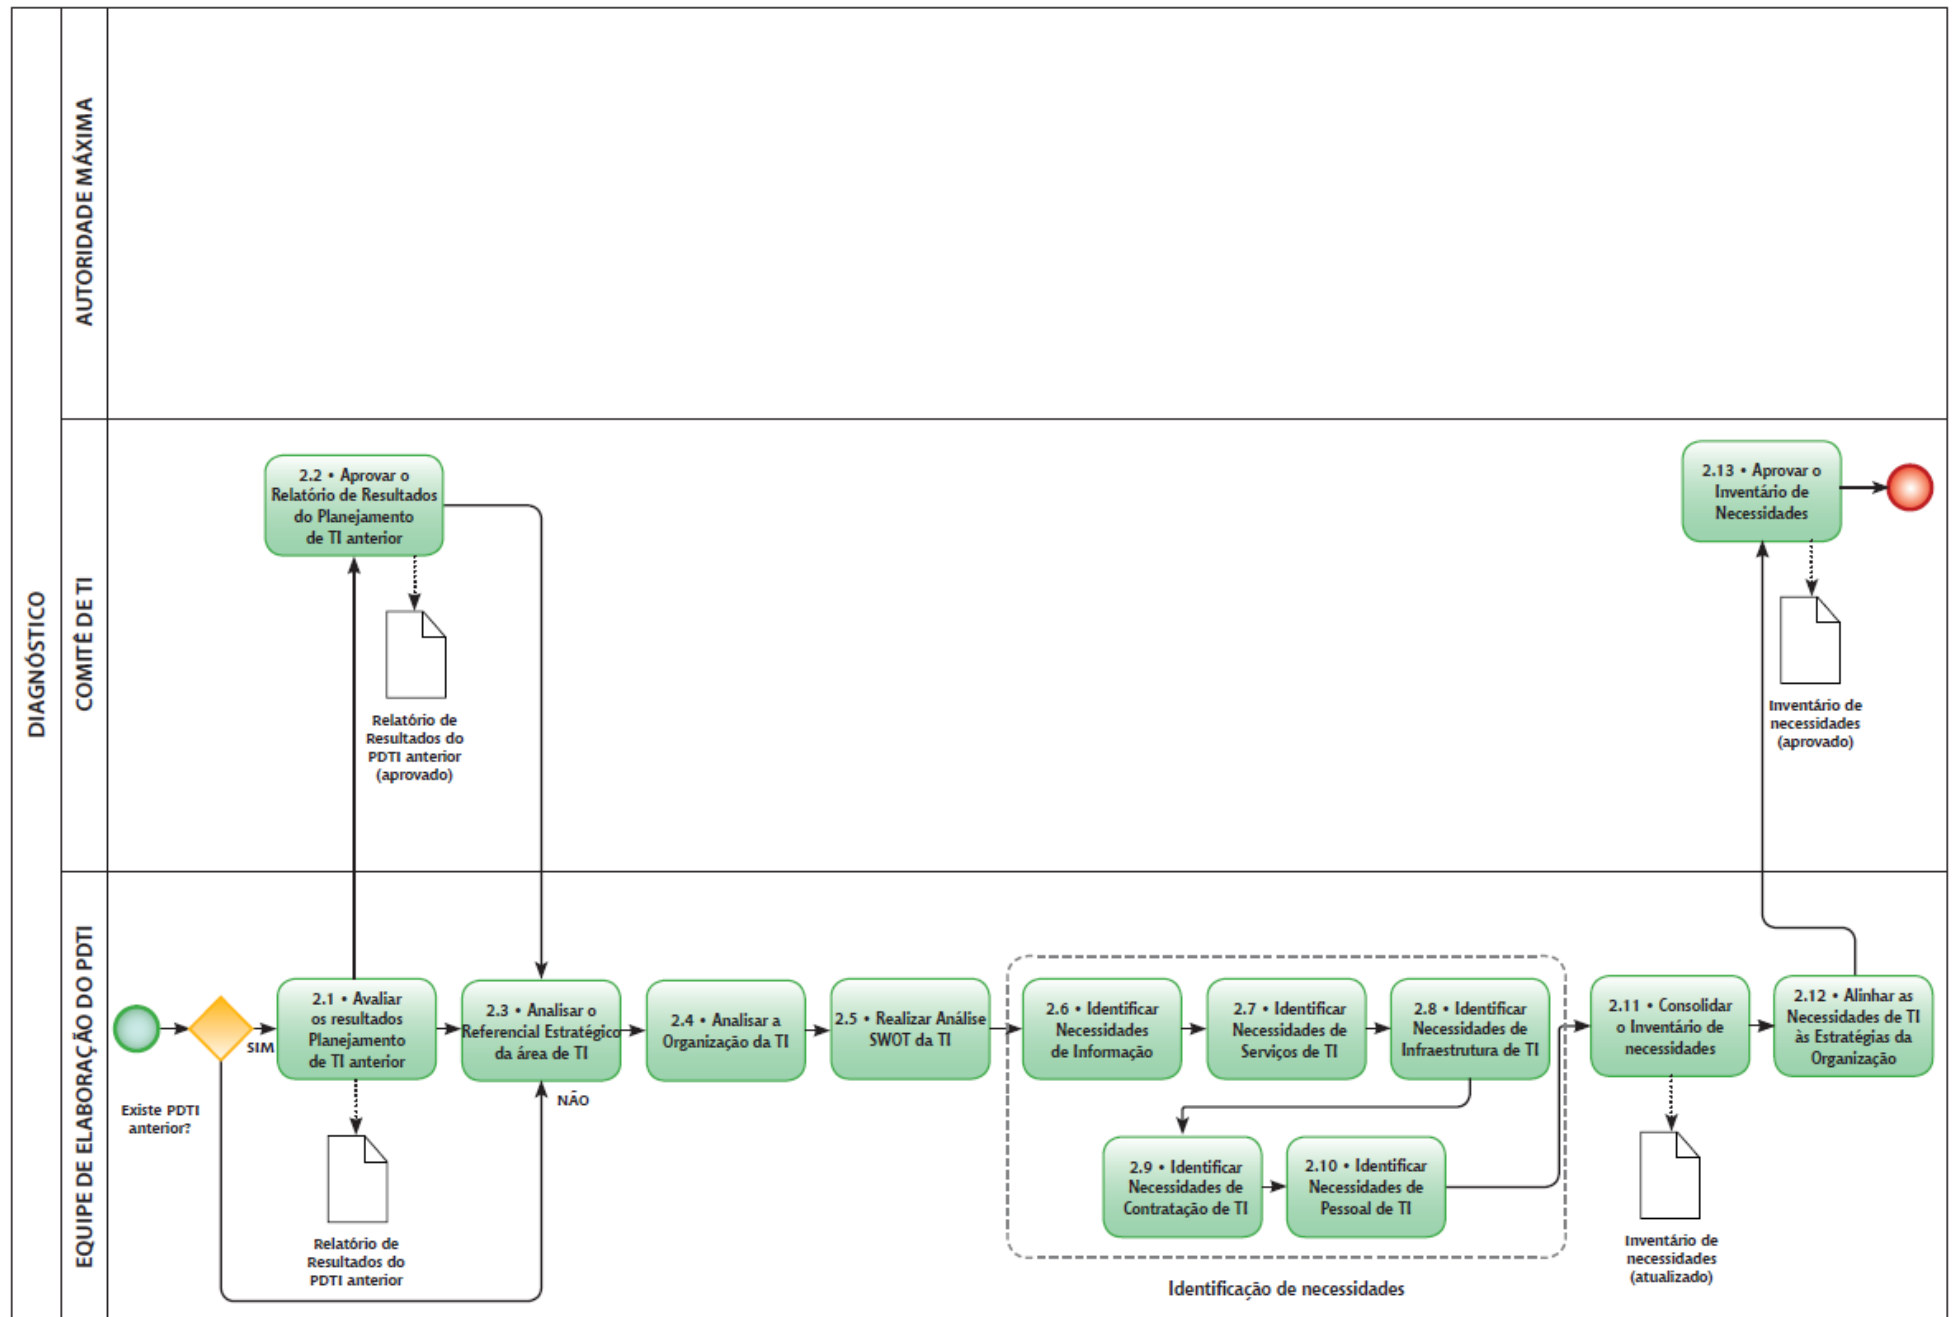 DIAGNÓSTICO
AUTORIDADE MÁXIMA
COMITÊ DE TI
2.2 • Aprovar o
Relatório de Resultados
do Planejamento
de TI anterior
Relatório de
Resultados do
PDTI anterior
(aprovado)
2.13 • Aprovar o
Inventário de
Necessidades
Inventário de
necessidades
(aprovado)
EQUIPE DE ELABORAÇÃO DO PDTI
Existe PDTI
anterior?
SIM
2.1 • Avaliar
os resultados
Planejamento
de TI anterior
Relatório de
Resultados do
PDTI anterior
2.3 • Analisar o
Referencial Estratégico
da área de TI
NÃO
2.4 • Analisar a
Organização da TI
2.5 • Realizar Análise
SWOT da TI
2.6 • Identificar
Necessidades
de Informação
2.7 • Identificar
Necessidades de
Serviços de TI
2.8 • Identificar
Necessidades de
Infraestrutura de TI
2.9 • Identificar
Necessidades de
Contratação de TI
2.10 • Identificar
Necessidades de
Pessoal de TI
Identificação de necessidades
2.11 • Consolidar
o Inventário de
necessidades
Inventário de
necessidades
(atualizado)
2.12 • Alinhar as
Necessidades de TI
às Estratégias da
Organização